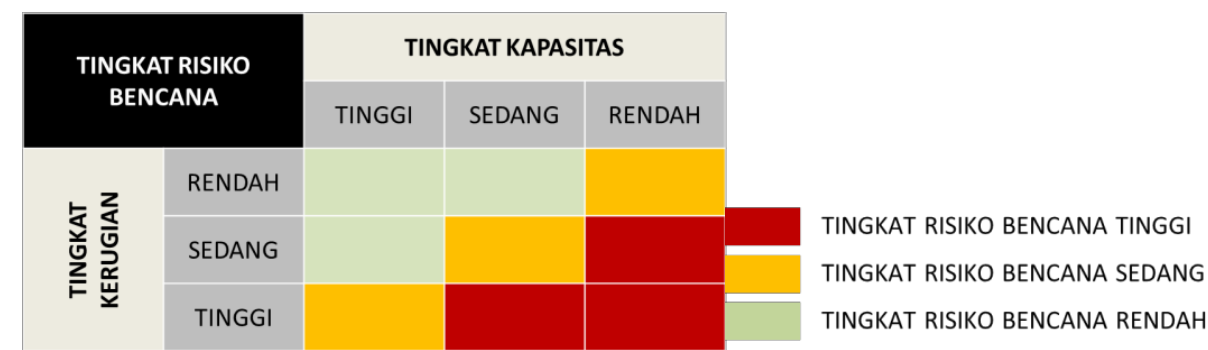 TINGKAT RISIKO
BENCANA
TINGKAT KAPASITAS
TINGGI
SEDANG
RENDAH
TINGKAT
KERUGIAN
RENDAH
SEDANG
TINGGI
TINGKAT RISIKO BENCANA TINGGI
TINGKAT RISIKO BENCANA SEDANG
TINGKAT RISIKO BENCANA RENDAH